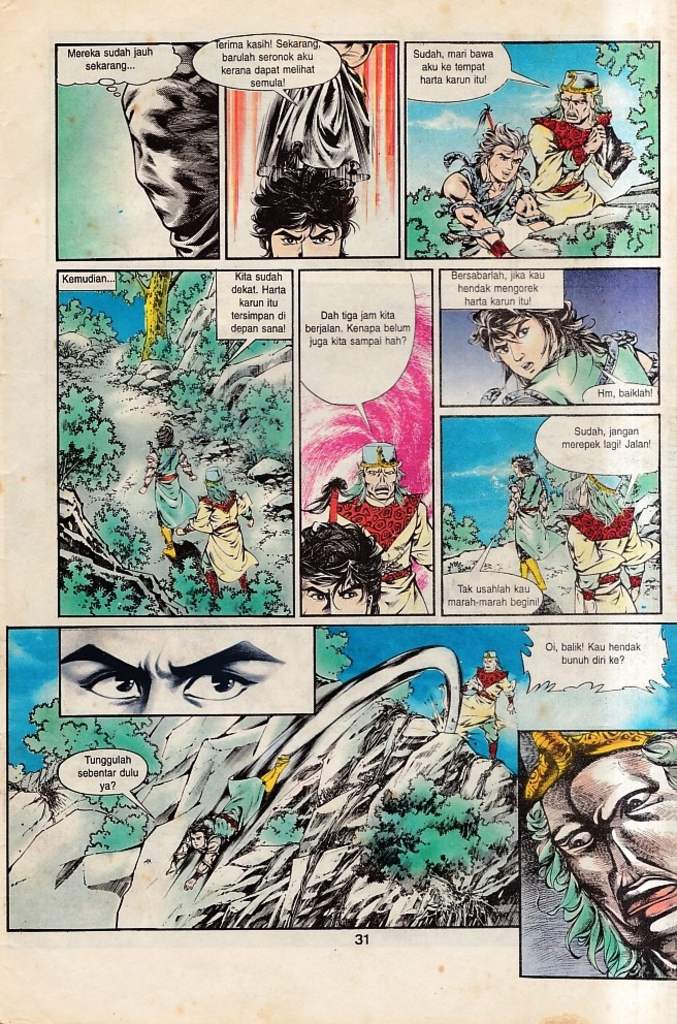 Mereka sudah jauh
sekarang...
Terima kasih! Sekarang,
barulah seronok aku
kerana dapat melihat
semula!
Sudah, mari bawa
aku ke tempat
harta karun itu!
Kemudian...
Kita sudah
dekat. Harta
karun itu
tersimpan di
depan sana!
Dah tiga jam kita
berjalan. Kenapa belum
juga kita sampai hah?
Bersabarlah, jika kau
hendak mengorek
harta karun itu!
Hm, baiklah!
Sudah, jangan
merepek lagi! Jalan!
Tak usahlah kau
marah-marah begini!
Oi, balik! Kau hendak
bunuh diri ke?
Tunggulah
sebentar dulu
ya?
31